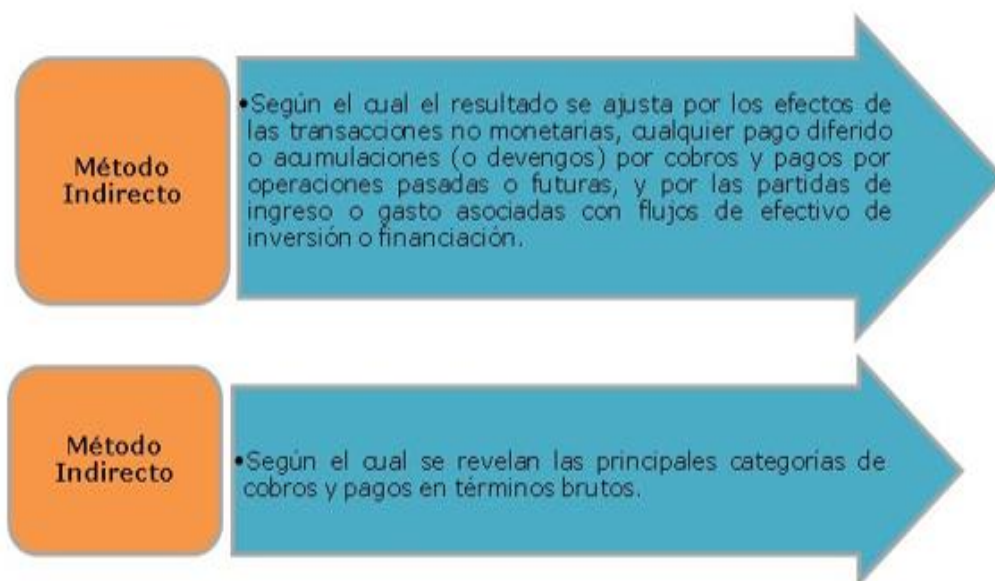 Método
Indirecto
•Según el cual el resultado se ajusta por los efectos de
las transacciones no monetarias, cualquier pago diferido
o acumulaciones (o devengos) por cobros y pagos por
operaciones pasadas o futuras, y por las partidas de
ingreso o gasto asociadas con flujos de efectivo de
inversión o financiación.
Método
Indirecto
•Según el cual se revelan las principales categorías de
cobros y pagos en términos brutos.